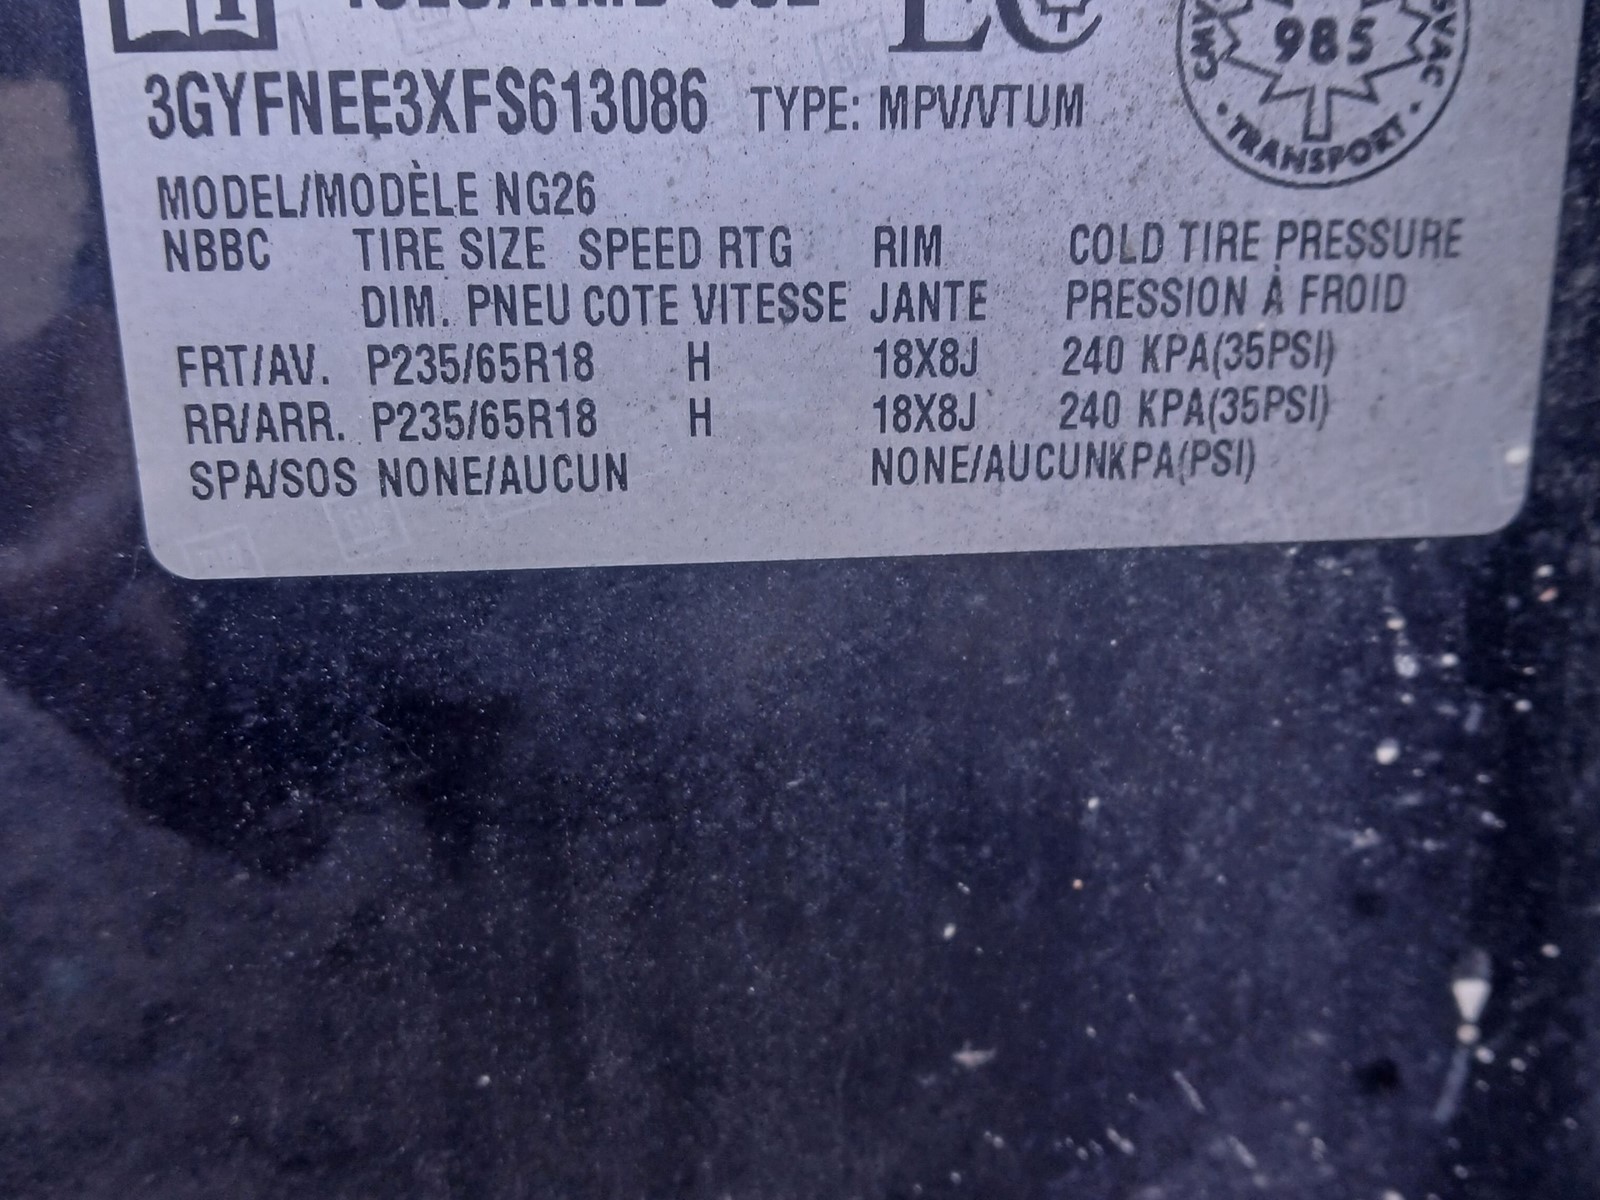 3GYFNEE3XFS613086 TYPE: MPV/VTUM
985
CMV SVAC
· TRANSPORT ·
MODEL/MODÈLE NG26
NBBC TIRE SIZE SPEED RTG RIM COLD TIRE PRESSURE
DIM. PNEU COTE VITESSE JANTE PRESSION À FROID
FRT/AV. P235/65R18 H 18X8J 240 KPA(35PSI)
RR/ARR. P235/65R18 H 18X8J 240 KPA(35PSI)
SPA/SOS NONE/AUCUN NONE/AUCUNKPA(PSI)